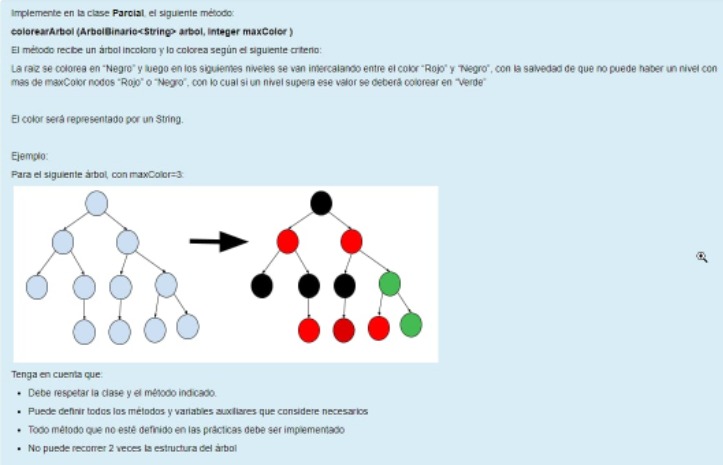 Implemente en la clase Parcial, el siguiente método:
colorearArbol (ArbolBinario<String> arbol, Integer maxColor )
El método recibe un árbol incoloro y lo colorea según el siguiente criterio:
La raiz se colorea en "Negro" y luego en los siguientes niveles se van intercalando entre el color "Rojo" y "Negro", con la salvedad de que no puede haber un nivel con
mas de maxColor nodos "Rojo" o "Negro", con lo cual si un nivel supera ese valor se deberá colorear en "Verde"
El color será representado por un String.
Ejemplo:
Para el siguiente árbol, con maxColor=3:
Tenga en cuenta que:
• Debe respetar la clase y el método indicado.
• Puede definir todos los métodos y variables auxiliares que considere necesarios
• Todo método que no esté definido en las prácticas debe ser implementado
• No puede recorrer 2 veces la estructura del árbol